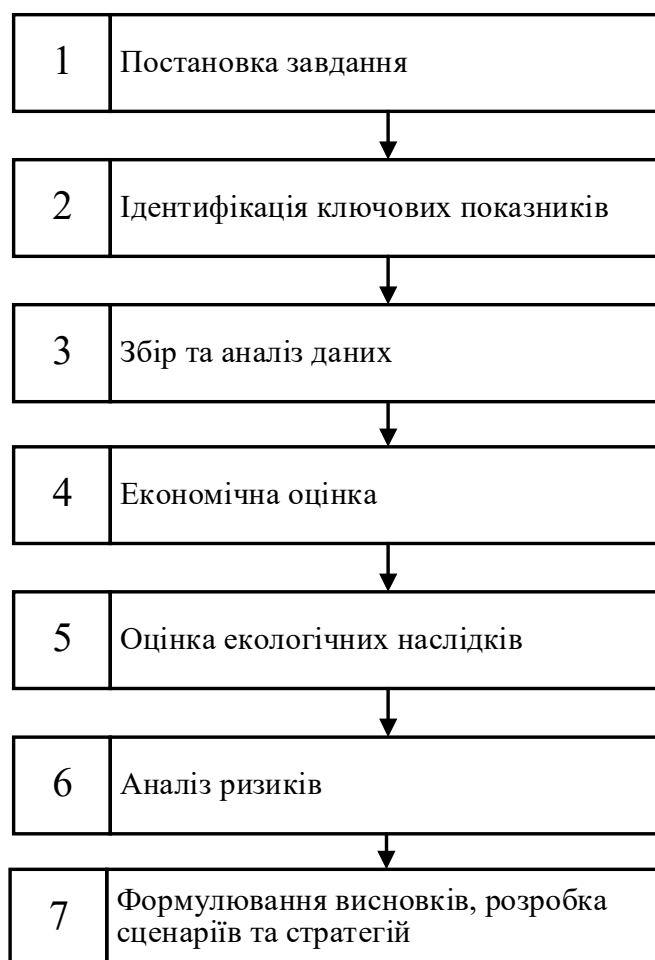 1 Постановка завдання
2 Ідентифікація ключових показників
3 Збір та аналіз даних
4 Економічна оцінка
5 Оцінка екологічних наслідків
6 Аналіз ризиків
7 Формулювання висновків, розробка
сценаріїв та стратегій